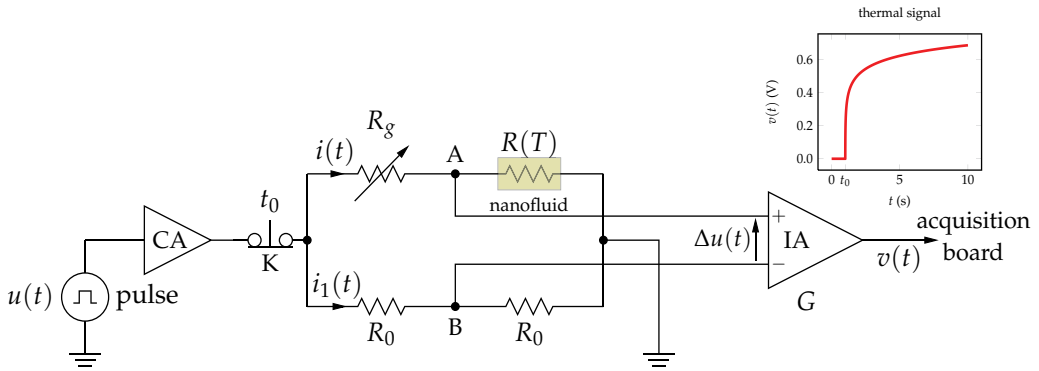 thermal signal
v(t) (V)
0.6
0.4
0.2
0.0
0 t₀ 5 10
t (s)
R_g
i(t)
A
R(T)
nanofluid
t₀
CA
K
Δu(t)
+
IA
−
acquisition
board
v(t)
G
u(t)
pulse
i₁(t)
R₀
B
R₀